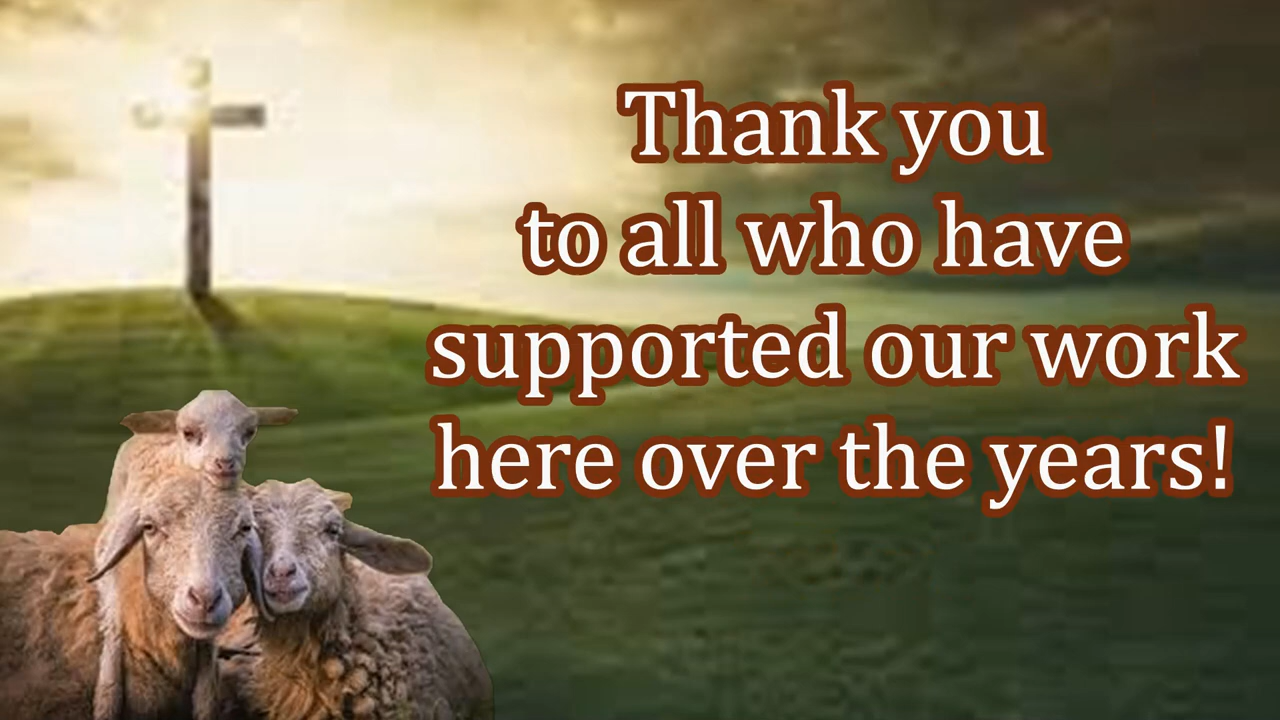 Thank you
to all who have
supported our work
here over the years!